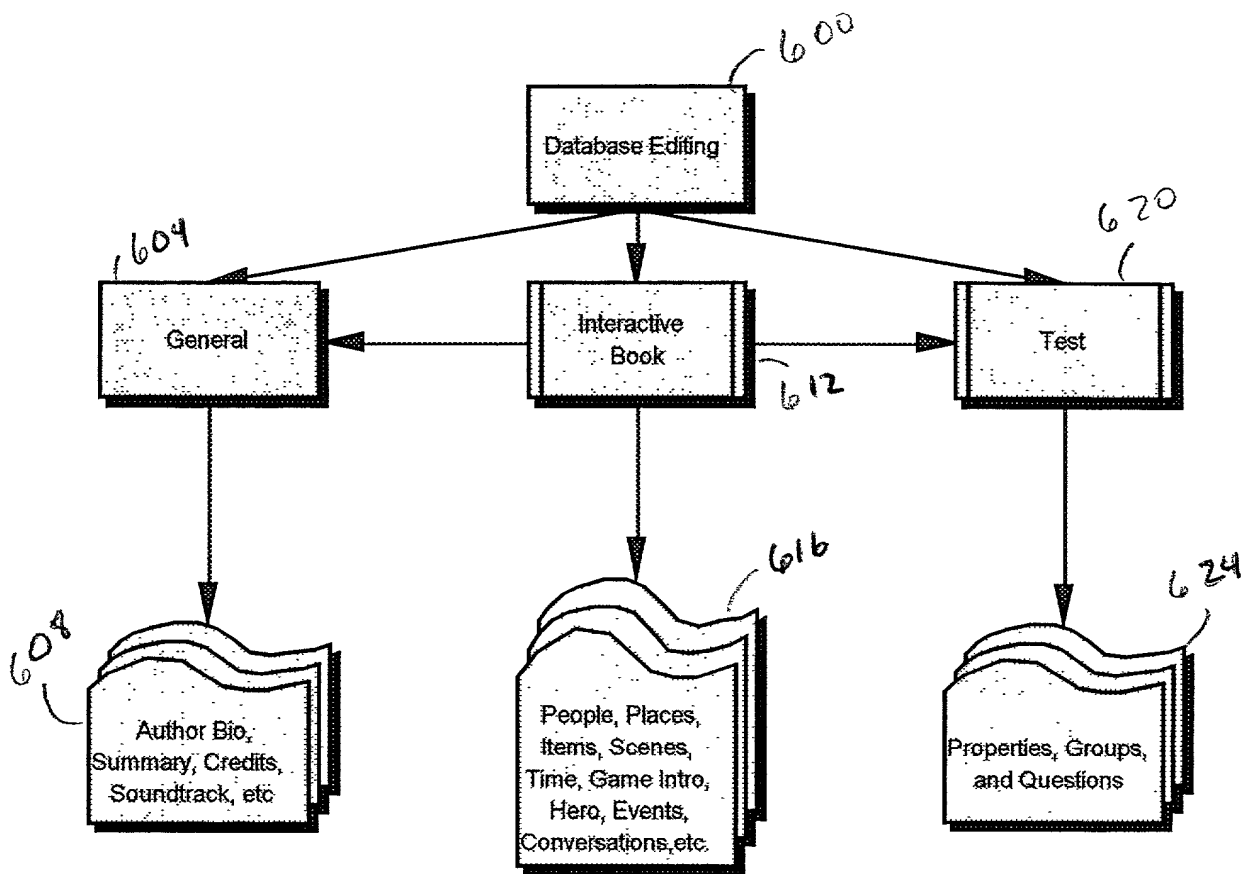 600
Database Editing
604
620
General
Interactive
Book
Test
612
616
624
608
Author Bio,
Summary, Credits,
Soundtrack, etc
People, Places,
Items, Scenes,
Time, Game Intro,
Hero, Events,
Conversations,etc.
Properties, Groups,
and Questions